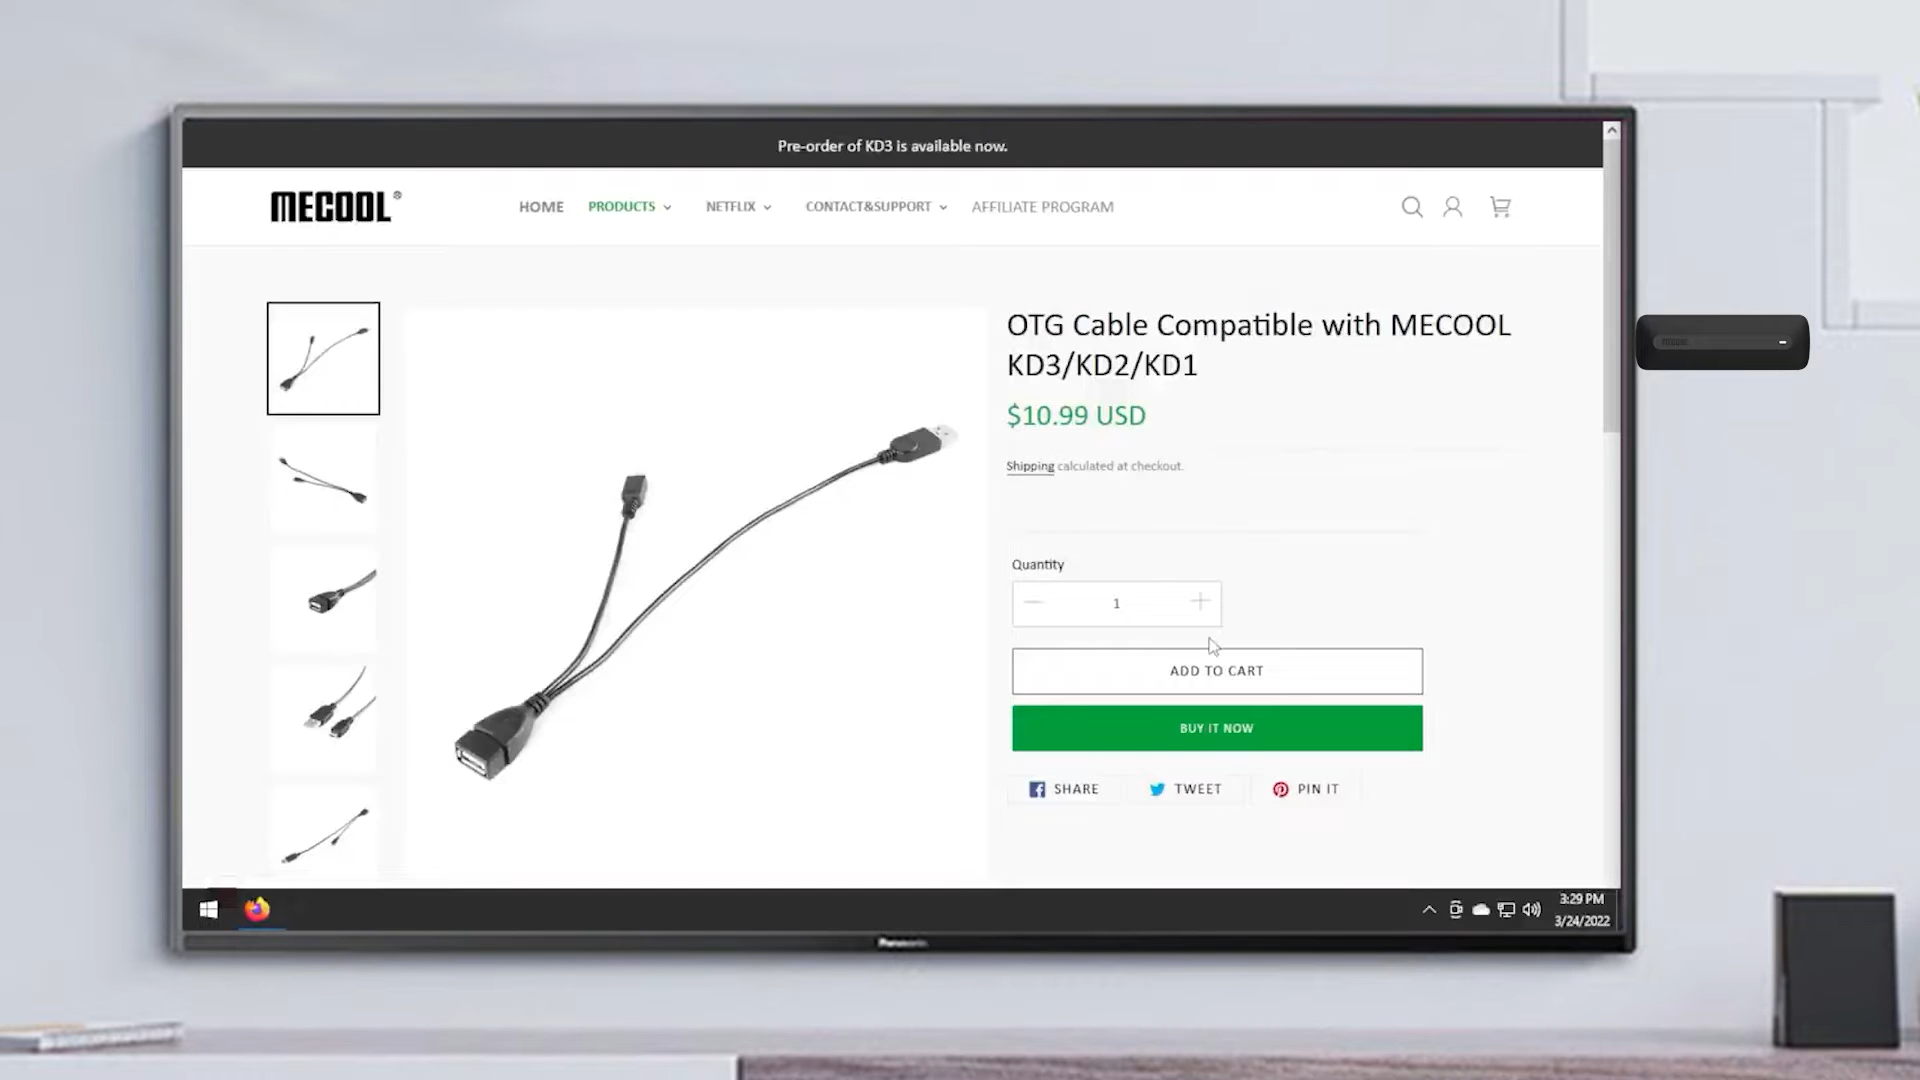 Pre-order of KD3 is available now.
MECOOL®
HOME
PRODUCTS
NETFLIX
CONTACT&SUPPORT
AFFILIATE PROGRAM
OTG Cable Compatible with MECOOL
KD3/KD2/KD1
$10.99 USD
Shipping calculated at checkout.
Quantity
1
ADD TO CART
BUY IT NOW
SHARE
TWEET
PIN IT
3:29 PM
3/24/2022
Panasonic